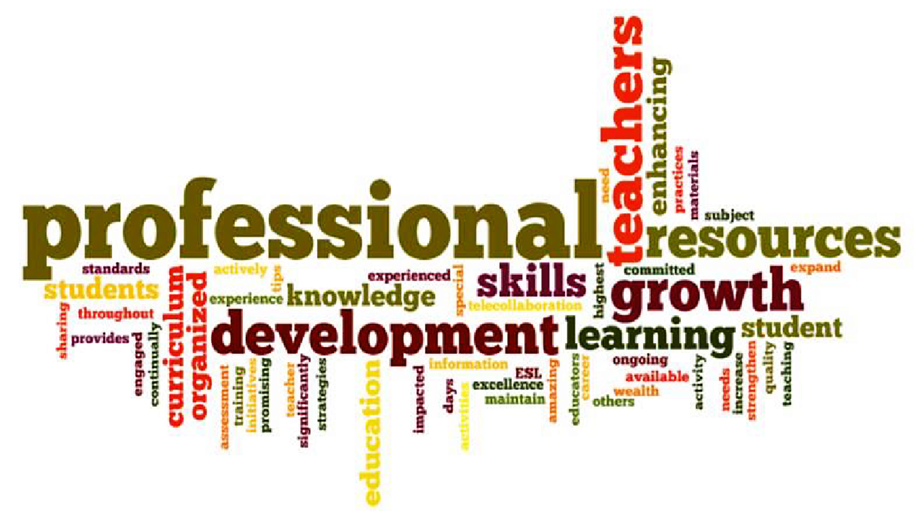 teachers
enhancing
need
practices
materials
professional
subject
resources
standards
actively
tips
experienced
special
skills
highest
committed
expand
students
curriculum
organized
experience
knowledge
telecollaboration
growth
sharing
throughout
provides
engaged
continually
development
learning
student
assessment
training
initiatives
promising
teacher
significantly
strategies
education
impacted
information
days
activities
ESL
excellence
maintain
amazing
educators
career
others
ongoing
available
wealth
activity
needs
increase
strengthen
quality
teaching